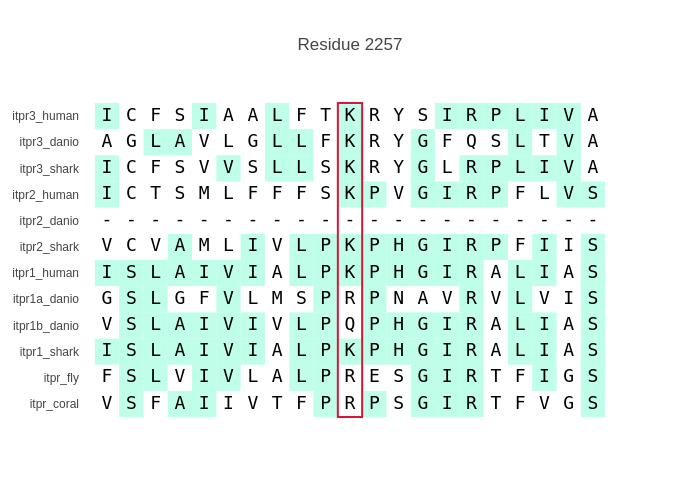 Residue 2257
itpr3_human I C F S I A A L F T K R Y S I R P L I V A
itpr3_danio A G L A V L G L L F K R Y G F Q S L T V A
itpr3_shark I C F S V V S L L S K R Y G L R P L I V A
itpr2_human I C T S M L F F F S K P V G I R P F L V S
itpr2_danio - - - - - - - - - - - - - - - - - - - - -
itpr2_shark V C V A M L I V L P K P H G I R P F I I S
itpr1_human I S L A I V I A L P K P H G I R A L I A S
itpr1a_danio G S L G F V L M S P R P N A V R V L V I S
itpr1b_danio V S L A I V I V L P Q P H G I R A L I A S
itpr1_shark I S L A I V I A L P K P H G I R A L I A S
itpr_fly F S L V I V L A L P R E S G I R T F I G S
itpr_coral V S F A I I V T F P R P S G I R T F V G S